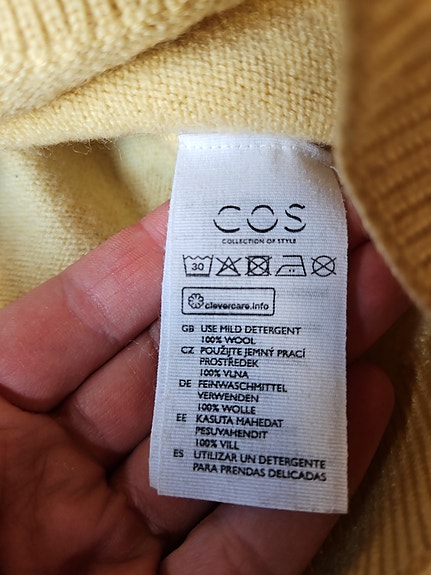 COS
COLLECTION OF STYLE
30
clevercare.info
GB USE MILD DETERGENT
100% WOOL
CZ POUŽIJTE JEMNÝ PRACÍ
PROSTŘEDEK
100% VLNA
DE FEINWASCHMITTEL
VERWENDEN
100% WOLLE
EE KASUTA MAHEDAT
PESUVAHENDIT
100% VILL
ES UTILIZAR UN DETERGENTE
PARA PRENDAS DELICADAS